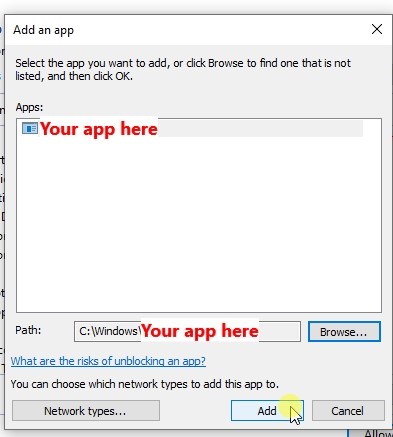 Add an app
Select the app you want to add, or click Browse to find one that is not
listed, and then click OK.
Apps:
Your app here
Path:
C:\Windows\Your app here
Browse...
What are the risks of unblocking an app?
You can choose which network types to add this app to.
Network types...
Add
Cancel
Allow